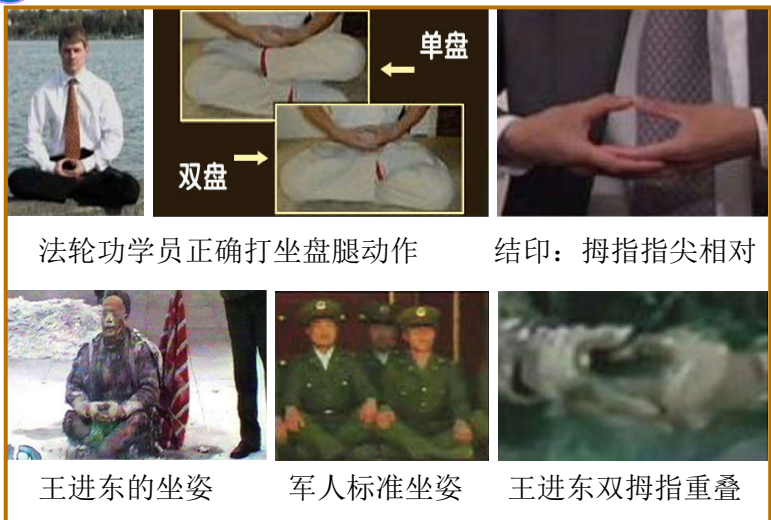 单盘
双盘
法轮功学员正确打坐盘腿动作 结印：拇指指尖相对
王进东的坐姿 军人标准坐姿 王进东双拇指重叠